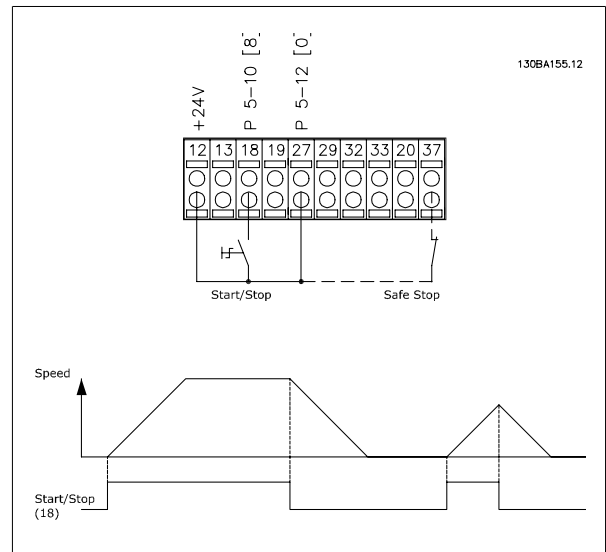 130BA155.12
+24V
P 5-10 [8]
P 5-12 [0]
12 13 18 19 27 29 32 33 20 37
Start/Stop
Safe Stop
Speed
Start/Stop
(18)